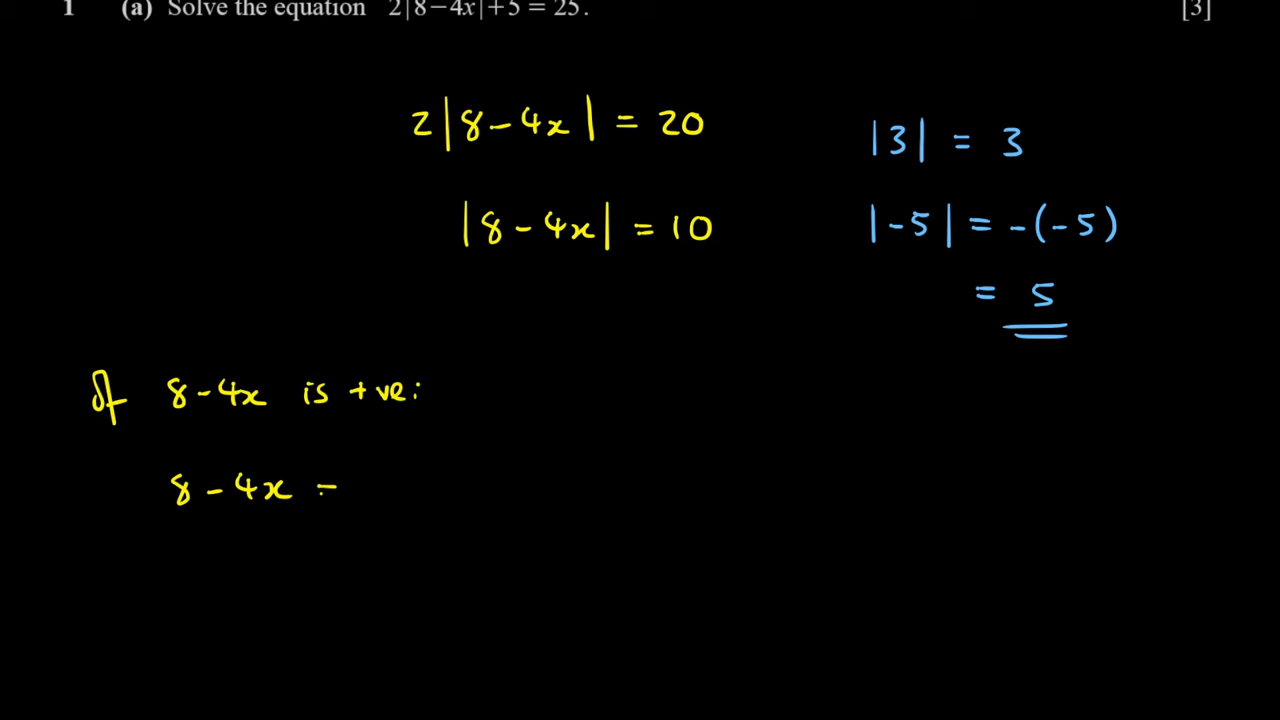 1 (a) Solve the equation 2|8−4x|+5 = 25. [3]
2|8−4x| = 20
|8−4x| = 10
|3| = 3
|−5| = −(−5)
= 5
If 8−4x is +ve:
8−4x =